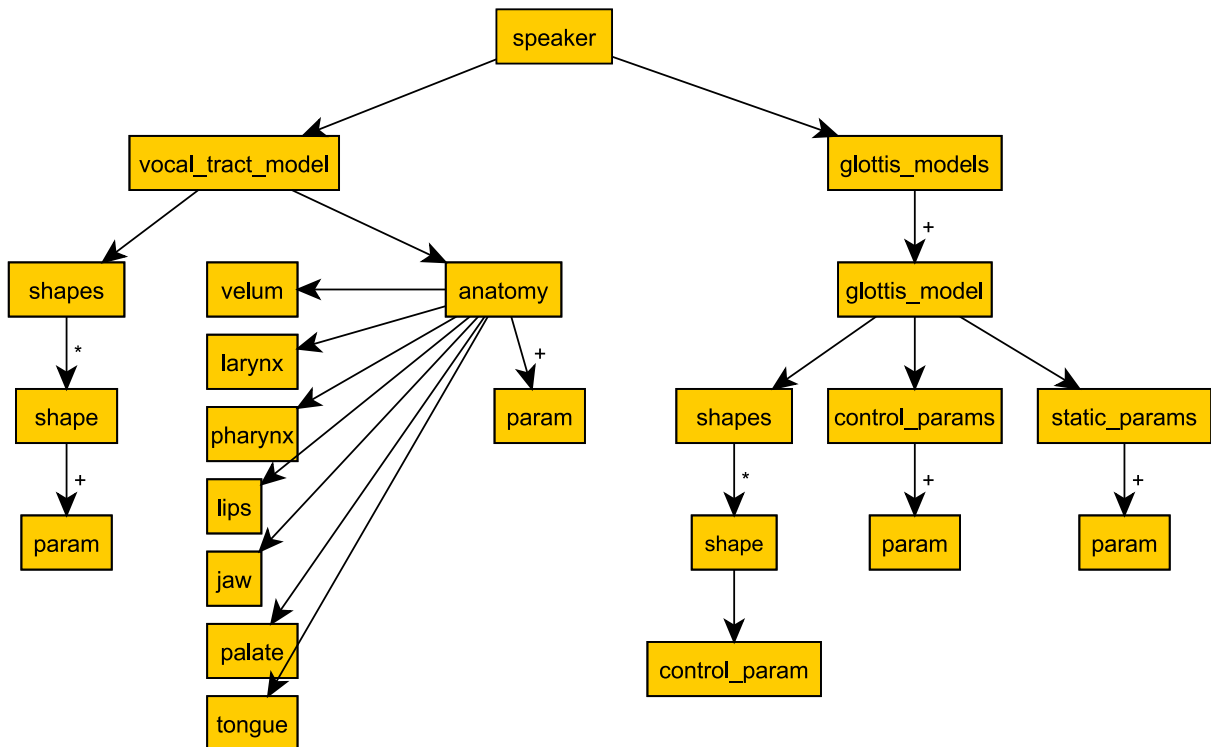 speaker
vocal_tract_model
glottis_models
+
shapes
velum
anatomy
glottis_model
*
larynx
+
shape
pharynx
param
shapes
control_params
static_params
+
lips
*
+
+
param
shape
param
param
jaw
palate
control_param
tongue